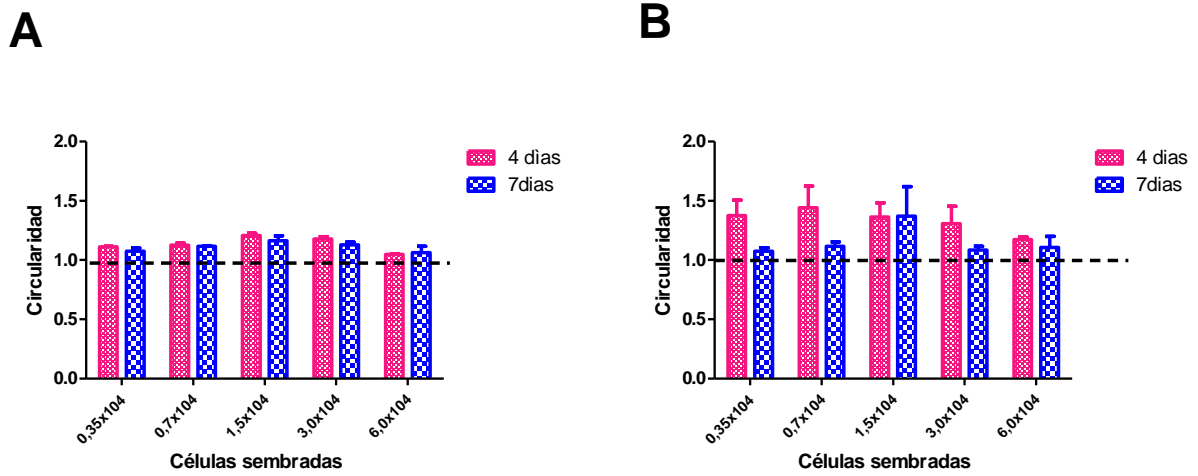 A
2.0
1.5
1.0
0.5
0.0
Circularidad
0,35x104
0,7x104
1,5x104
3,0x104
6,0x104
Células sembradas
4 dìas
7dias
B
2.0
1.5
1.0
0.5
0.0
Circularidad
0,35x104
0,7x104
1,5x104
3,0x104
6,0x104
Células sembradas
4 dias
7dias